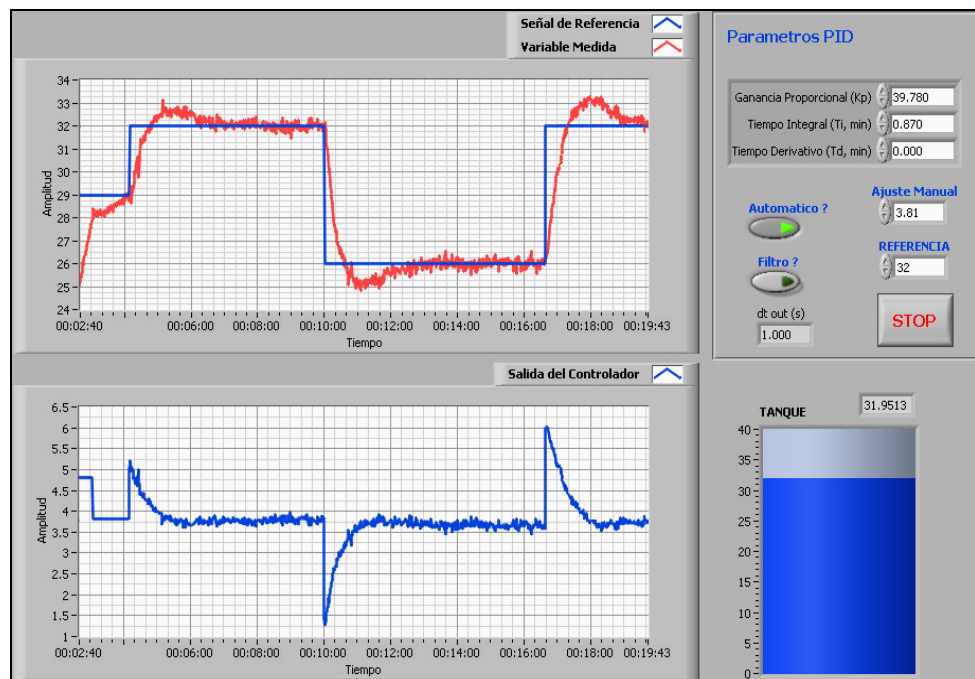 Señal de Referencia
Variable Medida
34
33
32
31
30
29
28
27
26
25
24
Amplitud
00:02:40 00:06:00 00:08:00 00:10:00 00:12:00 00:14:00 00:16:00 00:18:00 00:19:43
Tiempo
Parametros PID
Ganancia Proporcional (Kp) 39.780
Tiempo Integral (Ti, min) 0.870
Tiempo Derivativo (Td, min) 0.000
Automatico ?
Ajuste Manual
3.81
Filtro ?
REFERENCIA
32
dt out (s)
1.000
STOP
Salida del Controlador
6.5
6
5.5
5
4.5
4
3.5
3
2.5
2
1.5
1
Amplitud
00:02:40 00:06:00 00:08:00 00:10:00 00:12:00 00:14:00 00:16:00 00:18:00 00:19:43
Tiempo
TANQUE 31.9513
40
35
30
25
20
15
10
5
0